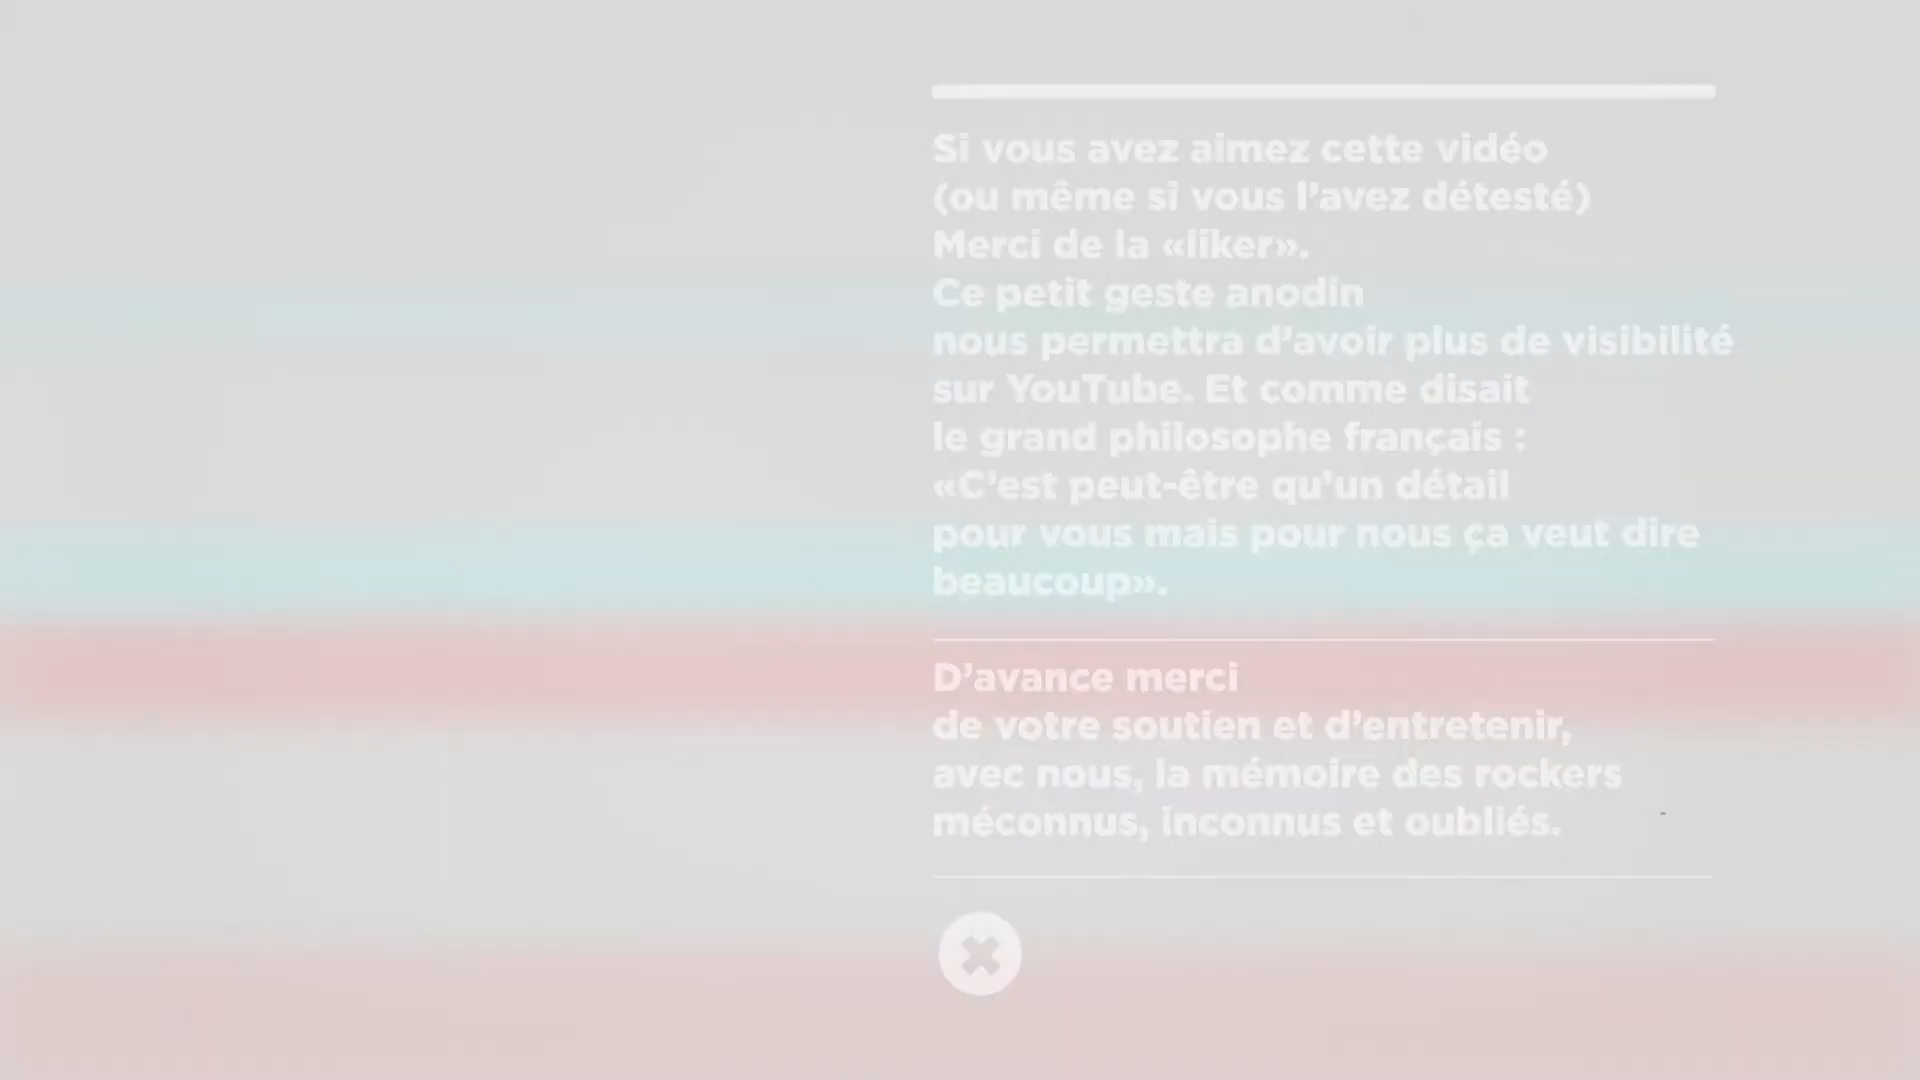 Si vous avez aimez cette vidéo
(ou même si vous l'avez détesté)
Merci de la «liker».
Ce petit geste anodin
nous permettra d'avoir plus de visibilité
sur YouTube. Et comme disait
le grand philosophe français :
«C'est peut-être qu'un détail
pour vous mais pour nous ça veut dire
beaucoup».
D'avance merci
de votre soutien et d'entretenir,
avec nous, la mémoire des rockers
méconnus, inconnus et oubliés.